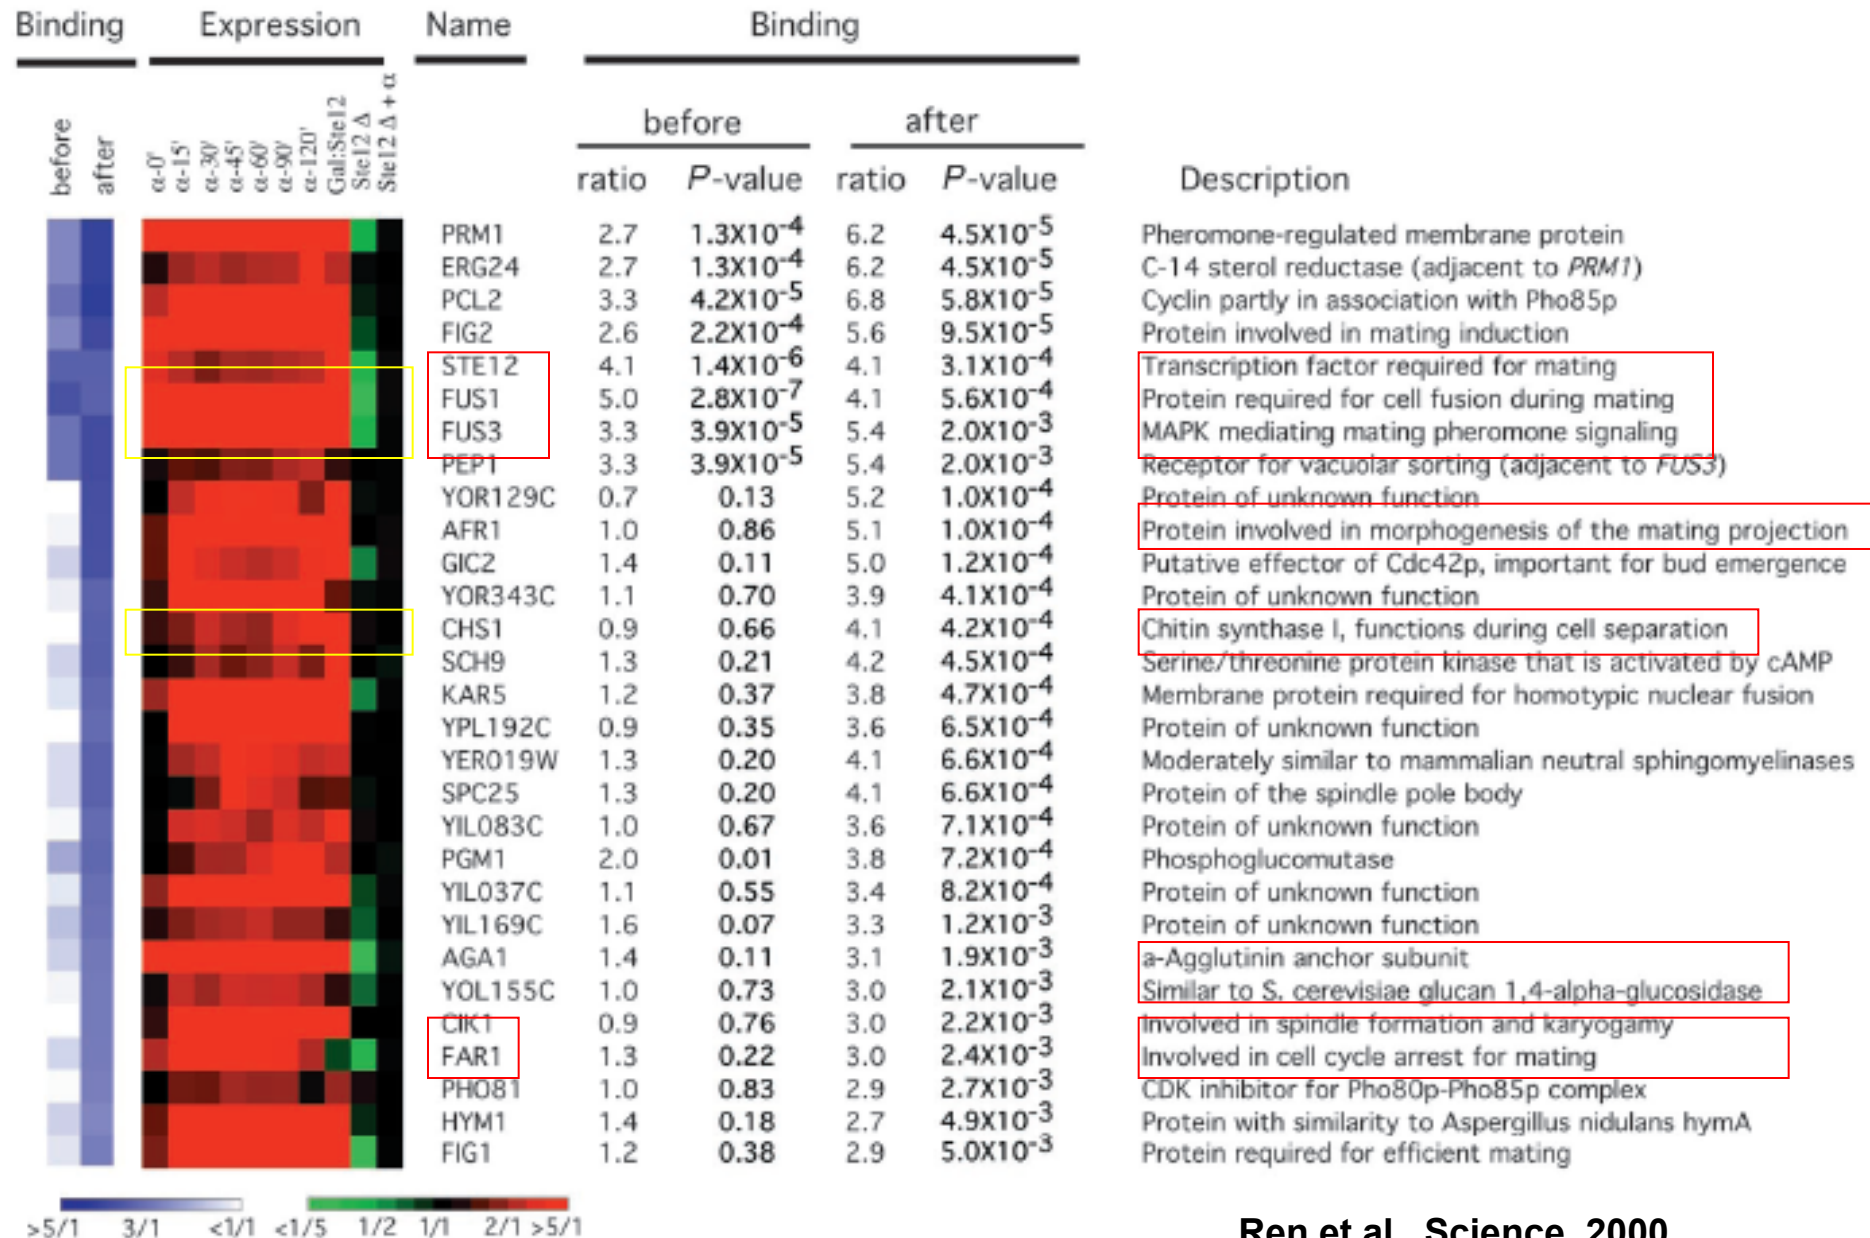 Binding Expression Name Binding
before after
before after α-0' α-15' α-30' α-45' α-60' α-90' α-120' Gal:Ste12 Ste12 Δ Ste12 Δ + α
ratio P-value ratio P-value Description
PRM1 2.7 1.3X10-4 6.2 4.5X10-5 Pheromone-regulated membrane protein
ERG24 2.7 1.3X10-4 6.2 4.5X10-5 C-14 sterol reductase (adjacent to PRM1)
PCL2 3.3 4.2X10-5 6.8 5.8X10-5 Cyclin partly in association with Pho85p
FIG2 2.6 2.2X10-4 5.6 9.5X10-5 Protein involved in mating induction
STE12 4.1 1.4X10-6 4.1 3.1X10-4 Transcription factor required for mating
FUS1 5.0 2.8X10-7 4.1 5.6X10-4 Protein required for cell fusion during mating
FUS3 3.3 3.9X10-5 5.4 2.0X10-3 MAPK mediating mating pheromone signaling
PEP1 3.3 3.9X10-5 5.4 2.0X10-3 Receptor for vacuolar sorting (adjacent to FUS3)
YOR129C 0.7 0.13 5.2 1.0X10-4 Protein of unknown function
AFR1 1.0 0.86 5.1 1.0X10-4 Protein involved in morphogenesis of the mating projection
GIC2 1.4 0.11 5.0 1.2X10-4 Putative effector of Cdc42p, important for bud emergence
YOR343C 1.1 0.70 3.9 4.1X10-4 Protein of unknown function
CHS1 0.9 0.66 4.1 4.2X10-4 Chitin synthase I, functions during cell separation
SCH9 1.3 0.21 4.2 4.5X10-4 Serine/threonine protein kinase that is activated by cAMP
KAR5 1.2 0.37 3.8 4.7X10-4 Membrane protein required for homotypic nuclear fusion
YPL192C 0.9 0.35 3.6 6.5X10-4 Protein of unknown function
YER019W 1.3 0.20 4.1 6.6X10-4 Moderately similar to mammalian neutral sphingomyelinases
SPC25 1.3 0.20 4.1 6.6X10-4 Protein of the spindle pole body
YIL083C 1.0 0.67 3.6 7.1X10-4 Protein of unknown function
PGM1 2.0 0.01 3.8 7.2X10-4 Phosphoglucomutase
YIL037C 1.1 0.55 3.4 8.2X10-4 Protein of unknown function
YIL169C 1.6 0.07 3.3 1.2X10-3 Protein of unknown function
AGA1 1.4 0.11 3.1 1.9X10-3 a-Agglutinin anchor subunit
YOL155C 1.0 0.73 3.0 2.1X10-3 Similar to S. cerevisiae glucan 1,4-alpha-glucosidase
CIK1 0.9 0.76 3.0 2.2X10-3 Involved in spindle formation and karyogamy
FAR1 1.3 0.22 3.0 2.4X10-3 Involved in cell cycle arrest for mating
PHO81 1.0 0.83 2.9 2.7X10-3 CDK inhibitor for Pho80p-Pho85p complex
HYM1 1.4 0.18 2.7 4.9X10-3 Protein with similarity to Aspergillus nidulans hymA
FIG1 1.2 0.38 2.9 5.0X10-3 Protein required for efficient mating
>5/1 3/1 <1/1 <1/5 1/2 1/1 2/1 >5/1
Ren et al., Science, 2000